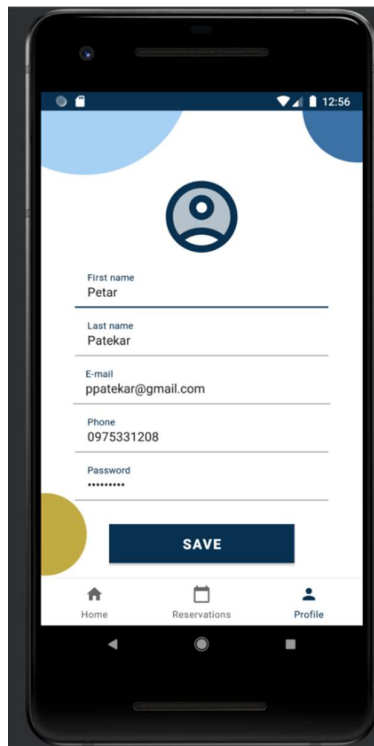 12:56
First name
Petar
Last name
Patekar
E-mail
ppatekar@gmail.com
Phone
0975331208
Password
•••••••••
SAVE
Home Reservations Profile